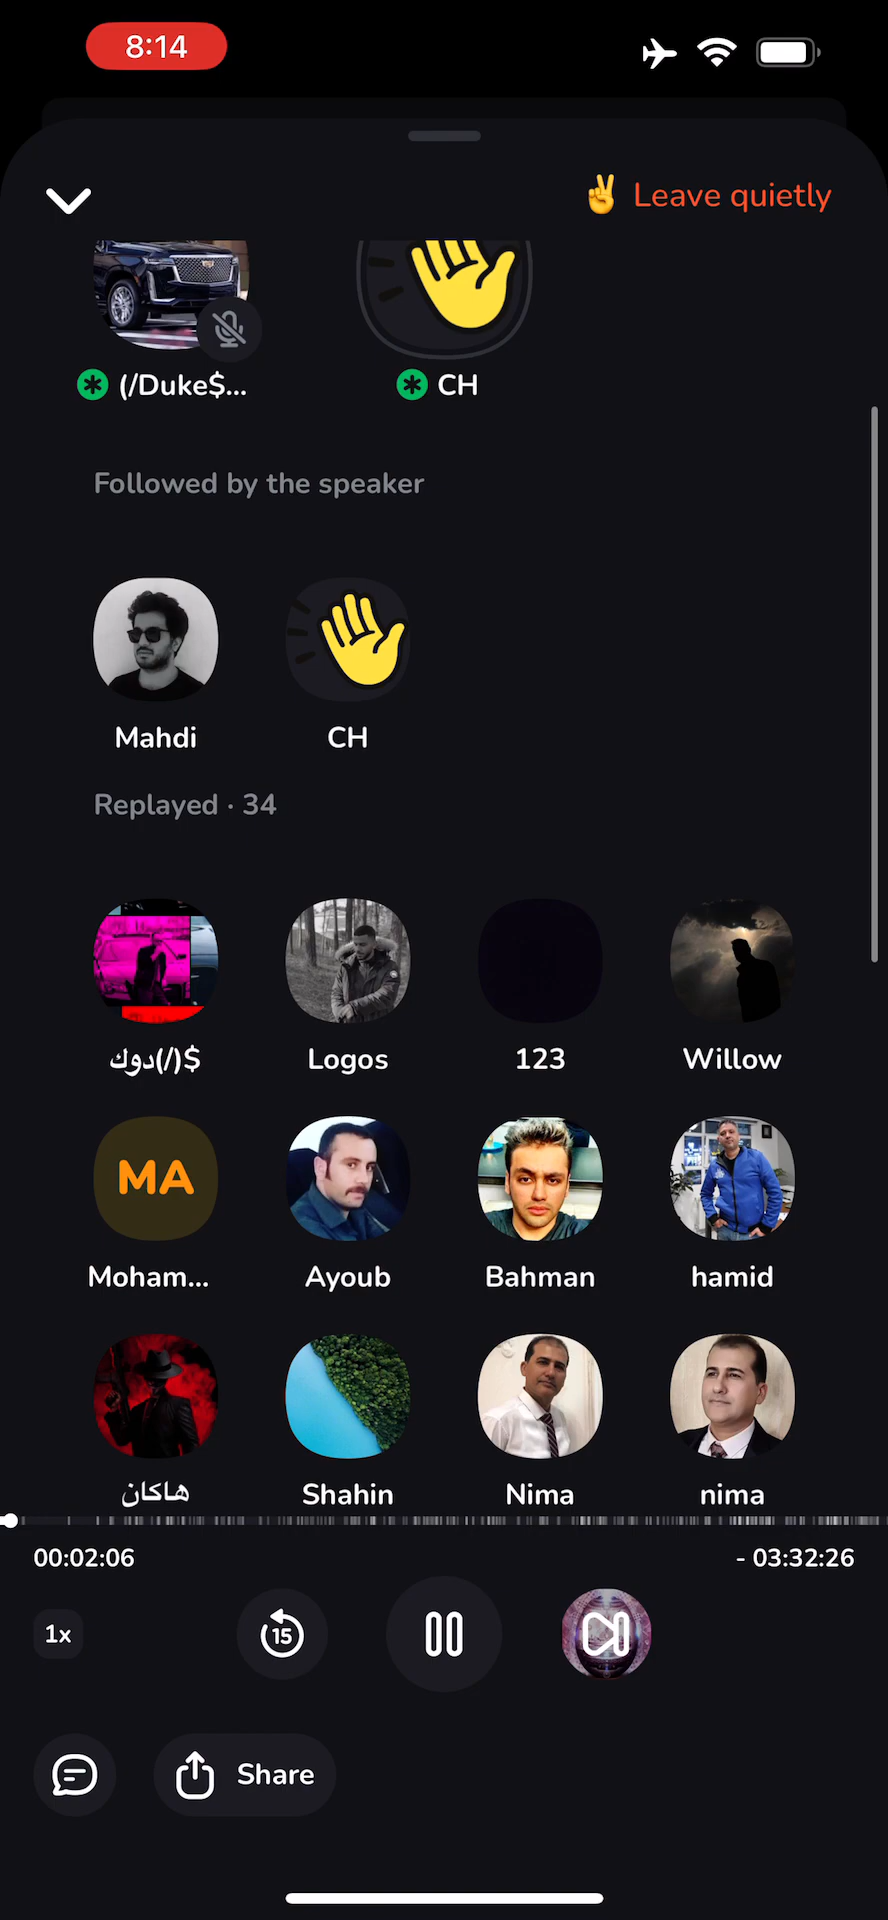 8:14
Leave quietly
(/Duke$...
CH
Followed by the speaker
Mahdi
CH
Replayed · 34
دوك(/)$
Logos
123
Willow
MA
Moham...
Ayoub
Bahman
hamid
هاكان
Shahin
Nima
nima
00:02:06
- 03:32:26
1x
15
Share